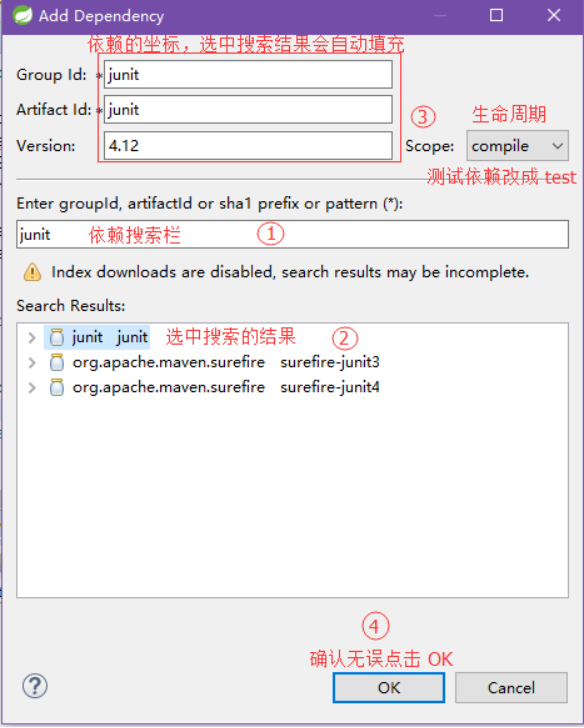 Add Dependency
依赖的坐标，选中搜索结果会自动填充
Group Id: * junit
Artifact Id: * junit
③ 生命周期
Version: 4.12 Scope: compile
测试依赖改成 test
Enter groupId, artifactId or sha1 prefix or pattern (*):
junit 依赖搜索栏 ①
Index downloads are disabled, search results may be incomplete.
Search Results:
junit junit 选中搜索的结果 ②
org.apache.maven.surefire surefire-junit3
org.apache.maven.surefire surefire-junit4
④
确认无误点击 OK
? OK Cancel